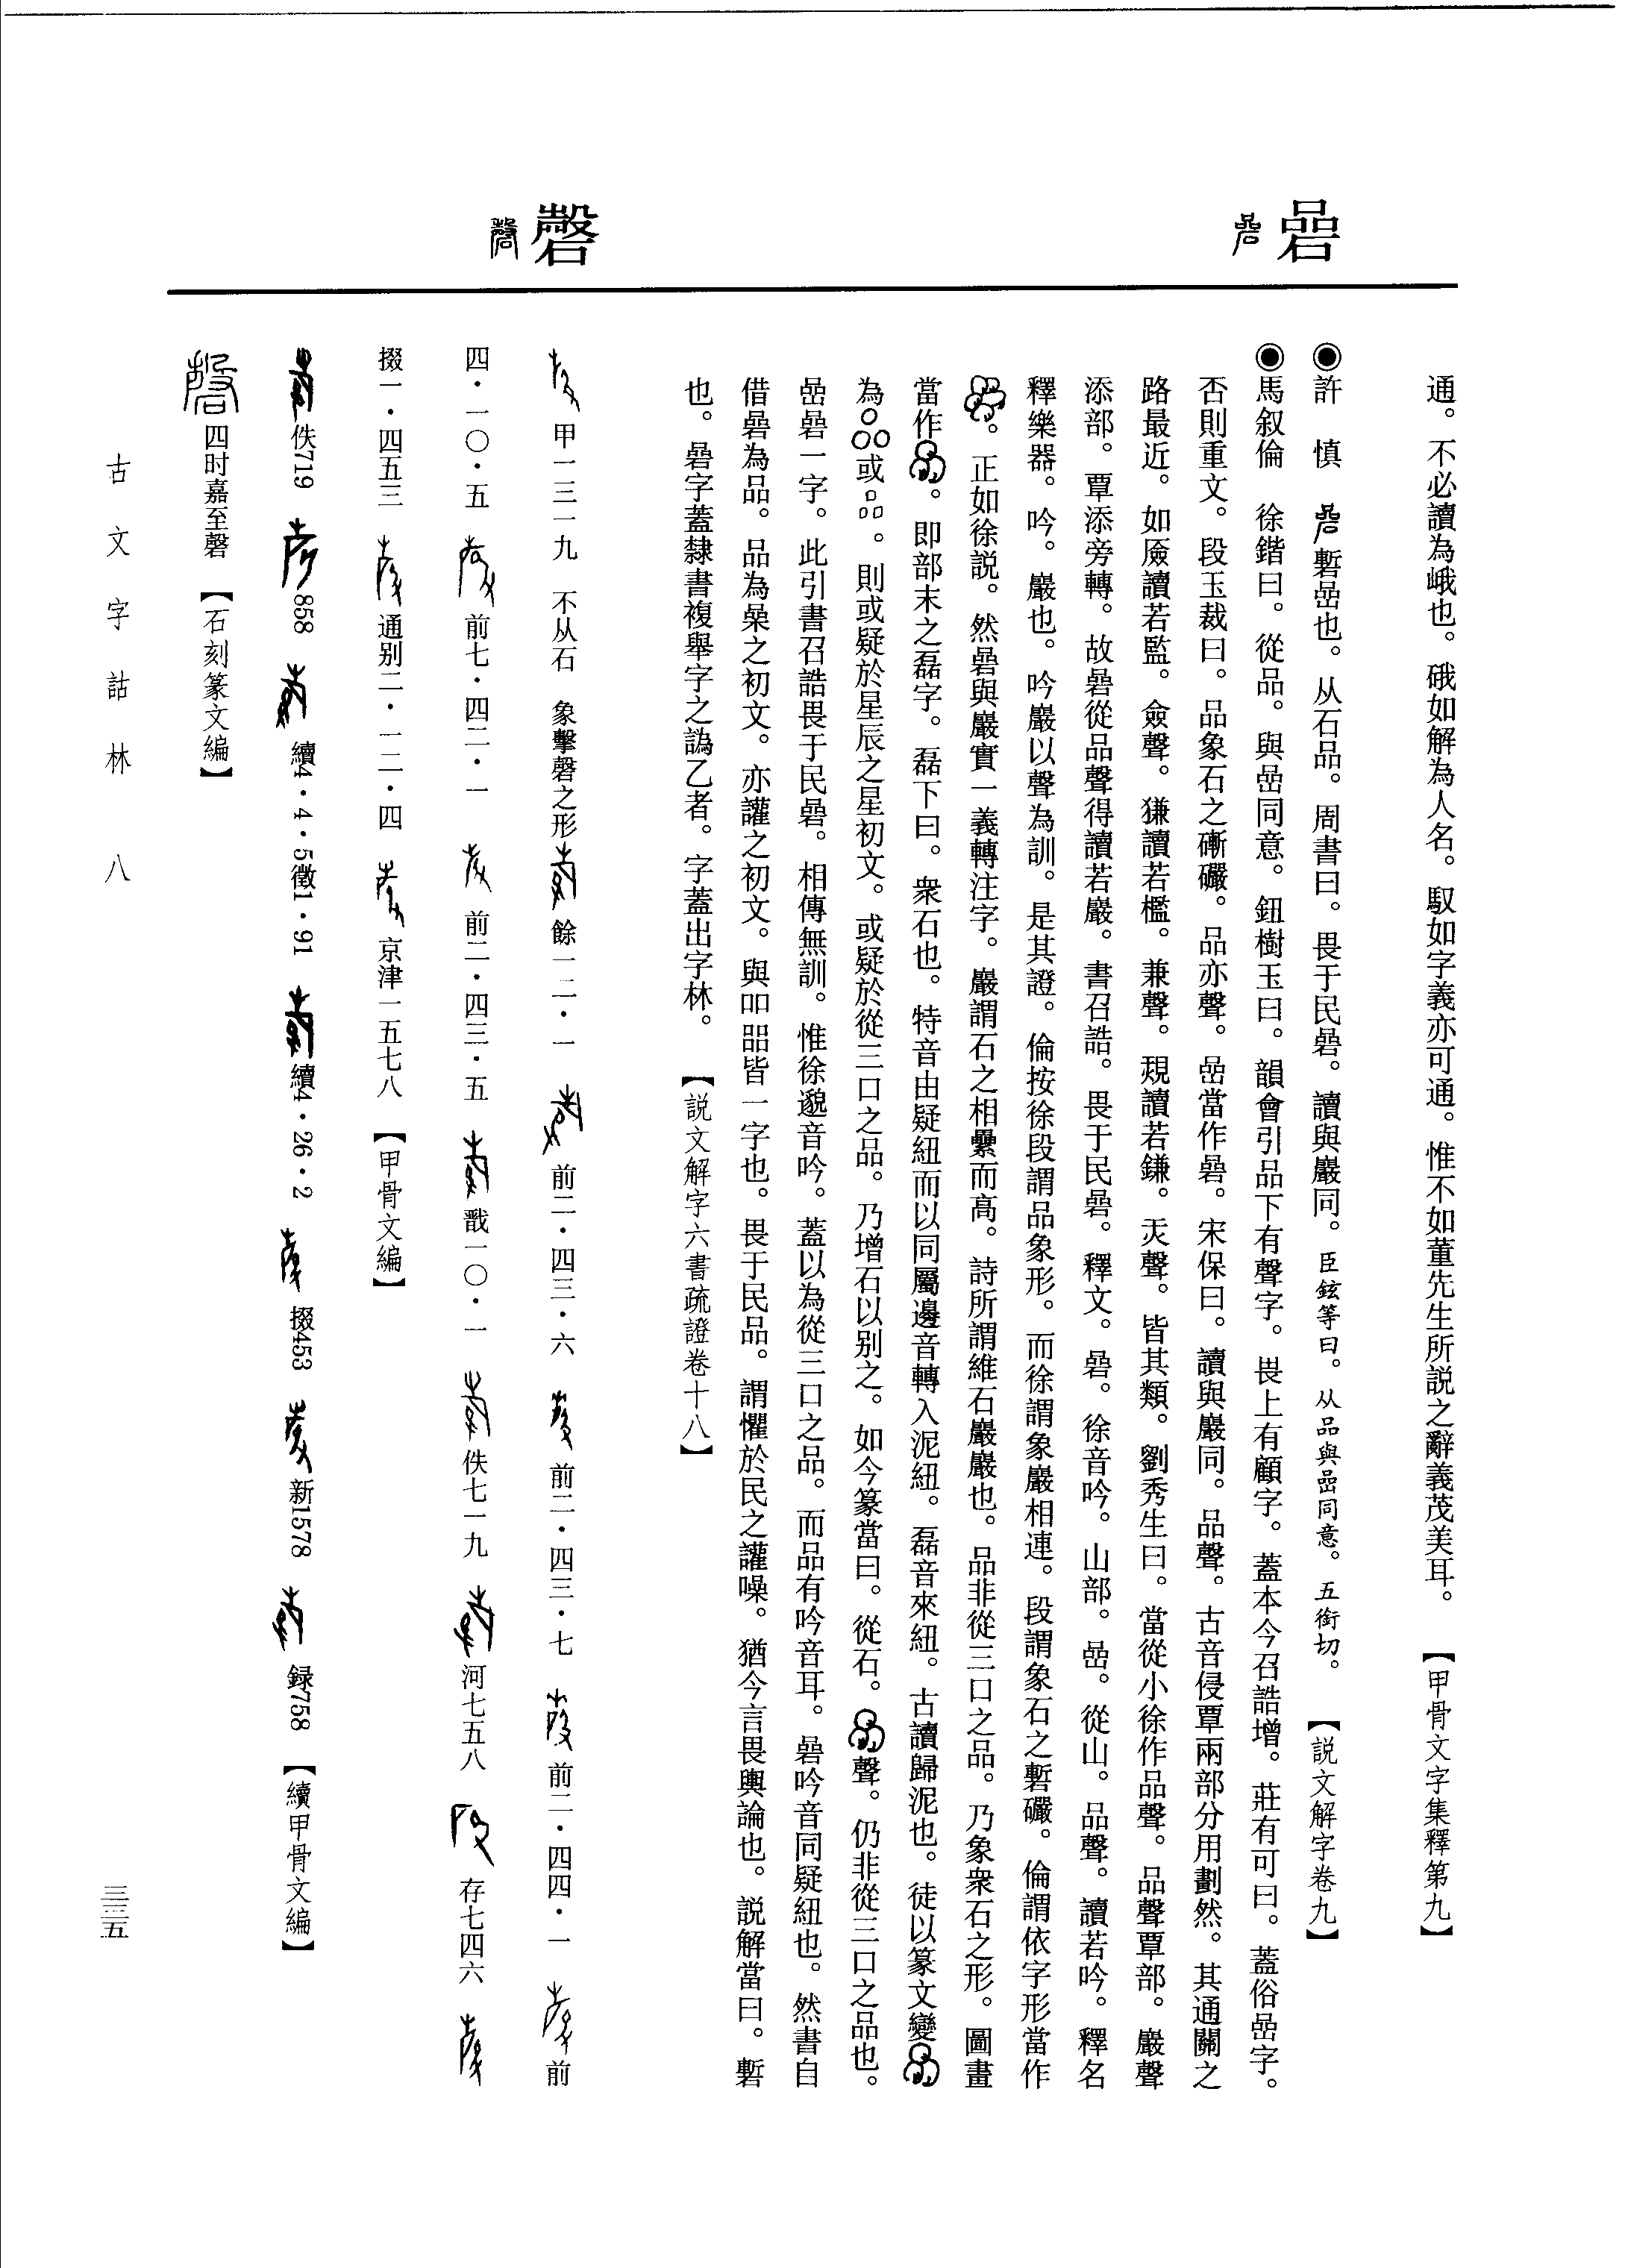 碞
磬
通。不必讀為峨也。硪如解為人名。馭如字義亦可通。惟不如董先生所説之辭義茂美耳。　【甲骨文字集釋第九】
◉許　慎　磛嵒也。从石品。周書曰。畏于民碞。讀與巖同。臣鉉等曰。从品與嵒同意。五銜切。　【説文解字卷九】
◉馬叙倫　徐鍇曰。從品。與嵒同意。鈕樹玉曰。韻會引品下有聲字。畏上有顧字。蓋本今召誥增。莊有可曰。蓋俗嵒字。
否則重文。段玉裁曰。品象石之磛礹。品亦聲。嵒當作碞。宋保曰。讀與巖同。品聲。古音侵覃兩部分用劃然。其通關之
路最近。如厱讀若監。僉聲。㺌讀若檻。兼聲。覢讀若鎌。炎聲。皆其類。劉秀生曰。當從小徐作品聲。品聲覃部。巖聲
添部。覃添旁轉。故碞從品聲得讀若巖。書召誥。畏于民碞。釋文。碞。徐音吟。山部。嵒。從山。品聲。讀若吟。釋名
釋樂器。吟。巖也。吟巖以聲為訓。是其證。倫按徐段謂品象形。而徐謂象巖相連。段謂象石之磛礹。倫謂依字形當作
。正如徐説。然碞與巖實一義轉注字。巖謂石之相纍而高。詩所謂維石巖巖也。品非從三口之品。乃象衆石之形。圖畫
當作。即部末之磊字。磊下曰。衆石也。特音由疑紐而以同屬邊音轉入泥紐。磊音來紐。古讀歸泥也。徒以篆文變
為或。則或疑於星辰之星初文。或疑於從三口之品。乃增石以別之。如今篆當曰。從石。聲。仍非從三口之品也。
嵒碞一字。此引書召誥畏于民碞。相傳無訓。惟徐邈音吟。蓋以為從三口之品。而品有吟音耳。碞吟音同疑紐也。然書自
借碞為品。品為喿之初文。亦讙之初文。與吅㗊皆一字也。畏于民品。謂懼於民之讙噪。猶今言畏輿論也。説解當曰。磛
也。碞字蓋隸書複舉字之譌乙者。字蓋出字林。　【説文解字六書疏證卷十八】
甲一三一九　不从石　象擊磬之形　餘一二・一　前二・四三・六　前二・四三・七　前二・四四・一　前
四・一〇・五　前七・四二・一　前二・四三・五　戩一〇・一　佚七一九　河七五八　存七四六
掇一・四五三　通别二・一二・四　京津一五七八　【甲骨文編】
佚719　858　續4・4・5　徵1・91　續4・26・2　掇453　新1578　録758　【續甲骨文編】
四时嘉至磬　【石刻篆文編】
古文字詁林　八
三三五